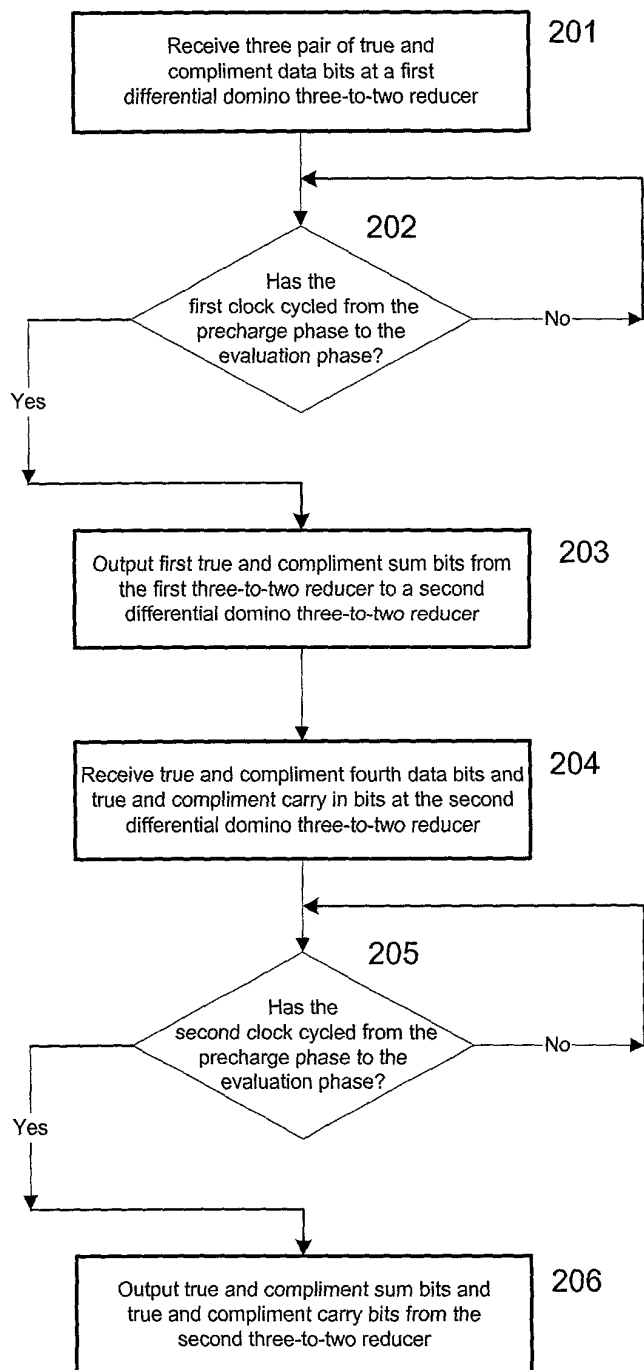 201
Receive three pair of true and
compliment data bits at a first
differential domino three-to-two reducer
202
Has the
first clock cycled from the
precharge phase to the
evaluation phase?
No
Yes
203
Output first true and compliment sum bits from
the first three-to-two reducer to a second
differential domino three-to-two reducer
204
Receive true and compliment fourth data bits and
true and compliment carry in bits at the second
differential domino three-to-two reducer
205
Has the
second clock cycled from the
precharge phase to the
evaluation phase?
No
Yes
206
Output true and compliment sum bits and
true and compliment carry bits from the
second three-to-two reducer